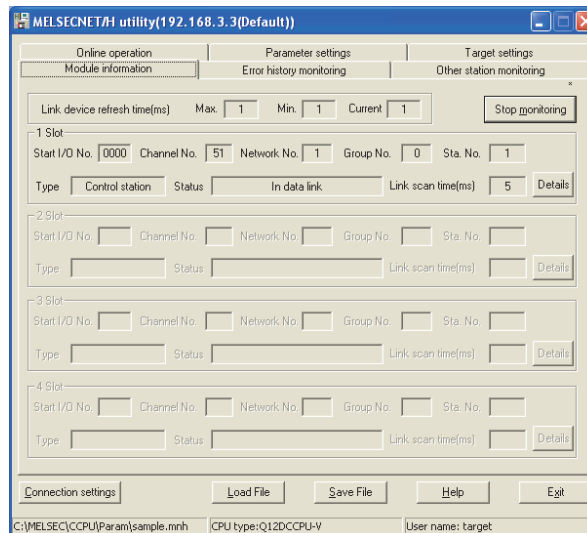 MELSECNET/H utility(192.168.3.3(Default))
Online operation Parameter settings Target settings
Module information Error history monitoring Other station monitoring
*
Link device refresh time(ms) Max. 1 Min. 1 Current 1 Stop monitoring
1 Slot
Start I/O No. 0000 Channel No. 51 Network No. 1 Group No. 0 Sta. No. 1
Type Control station Status In data link Link scan time(ms) 5 Details
2 Slot
Start I/O No. Channel No. Network No. Group No. Sta. No.
Type Status Link scan time(ms) Details
3 Slot
Start I/O No. Channel No. Network No. Group No. Sta. No.
Type Status Link scan time(ms) Details
4 Slot
Start I/O No. Channel No. Network No. Group No. Sta. No.
Type Status Link scan time(ms) Details
Connection settings Load File Save File Help Exit
C:\MELSEC\CCPU\Param\sample.mnh CPU type:Q12DCCPU-V User name: target